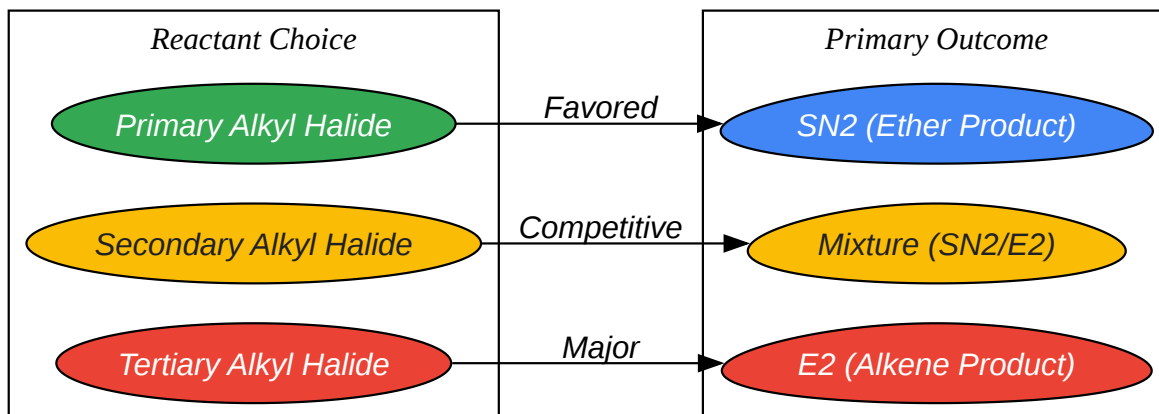 Reactant Choice
Primary Outcome
Primary Alkyl Halide
Favored
SN2 (Ether Product)
Secondary Alkyl Halide
Competitive
Mixture (SN2/E2)
Tertiary Alkyl Halide
Major
E2 (Alkene Product)